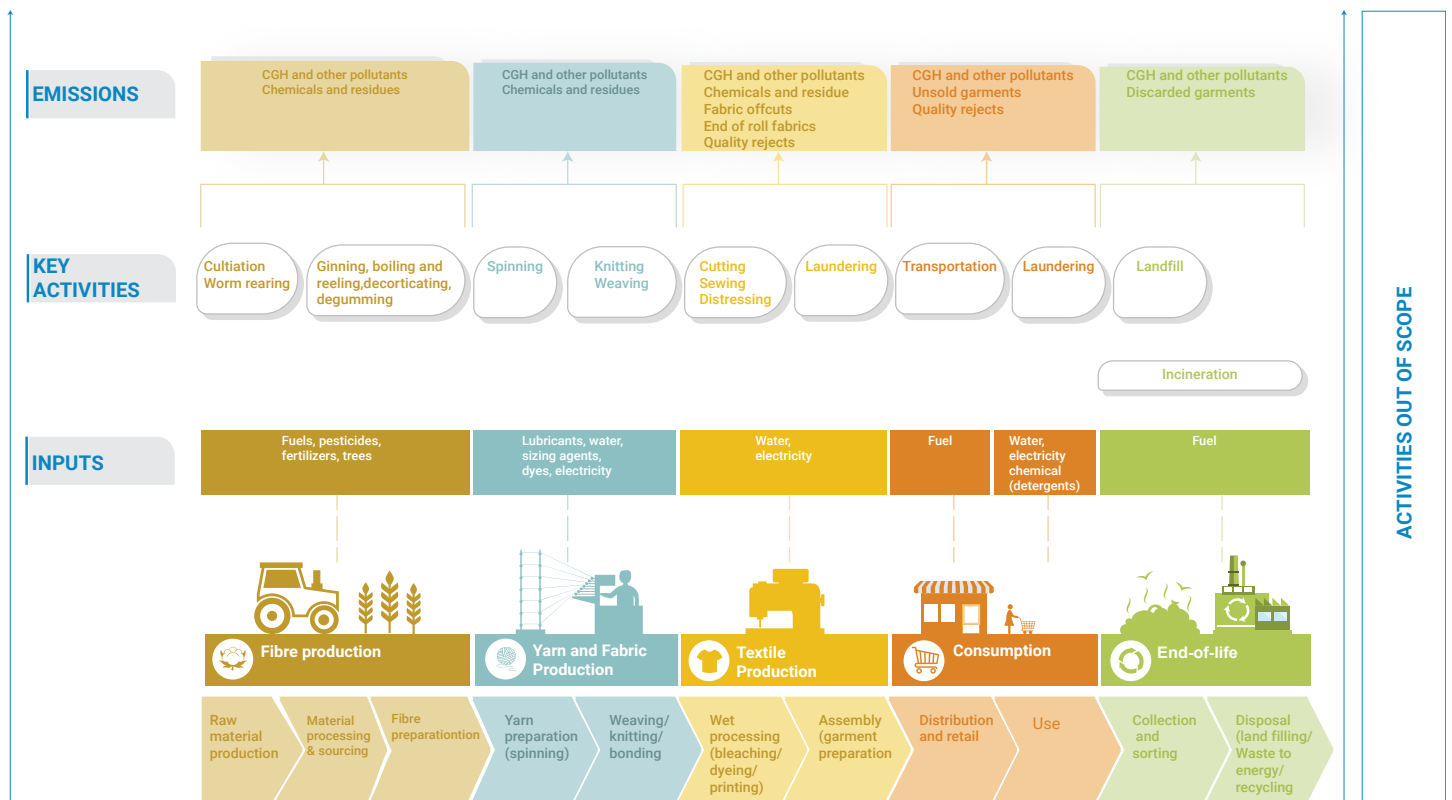 EMISSIONS
CGH and other pollutants
Chemicals and residues
CGH and other pollutants
Chemicals and residues
CGH and other pollutants
Chemicals and residue
Fabric offcuts
End of roll fabrics
Quality rejects
CGH and other pollutants
Unsold garments
Quality rejects
CGH and other pollutants
Discarded garments
KEY
ACTIVITIES
Cultiation
Worm rearing
Ginning, boiling and
reeling,decorticating,
degumming
Spinning
Knitting
Weaving
Cutting
Sewing
Distressing
Laundering
Transportation
Laundering
Landfill
Incineration
INPUTS
Fuels, pesticides,
fertilizers, trees
Lubricants, water,
sizing agents,
dyes, electricity
Water,
electricity
Fuel
Water,
electricity
chemical
(detergents)
Fuel
Fibre production
Yarn and Fabric
Production
Textile
Production
Consumption
End-of-life
Raw
material
production
Material
processing
& sourcing
Fibre
preparationtion
Yarn
preparation
(spinning)
Weaving/
knitting/
bonding
Wet
processing
(bleaching/
dyeing/
printing)
Assembly
(garment
preparation
Distribution
and retail
Use
Collection
and
sorting
Disposal
(land filling/
Waste to
energy/
recycling
ACTIVITIES OUT OF SCOPE